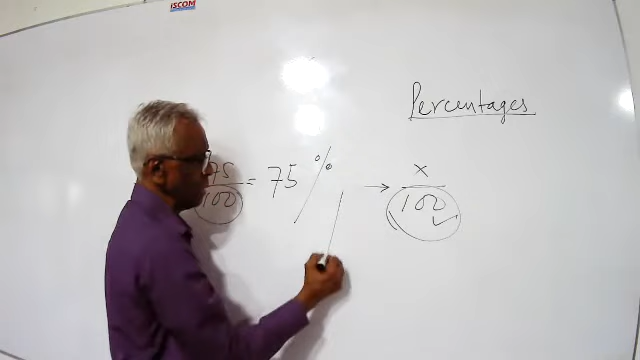 ISCOM
Percentages
75/100 = 75 % → x/100